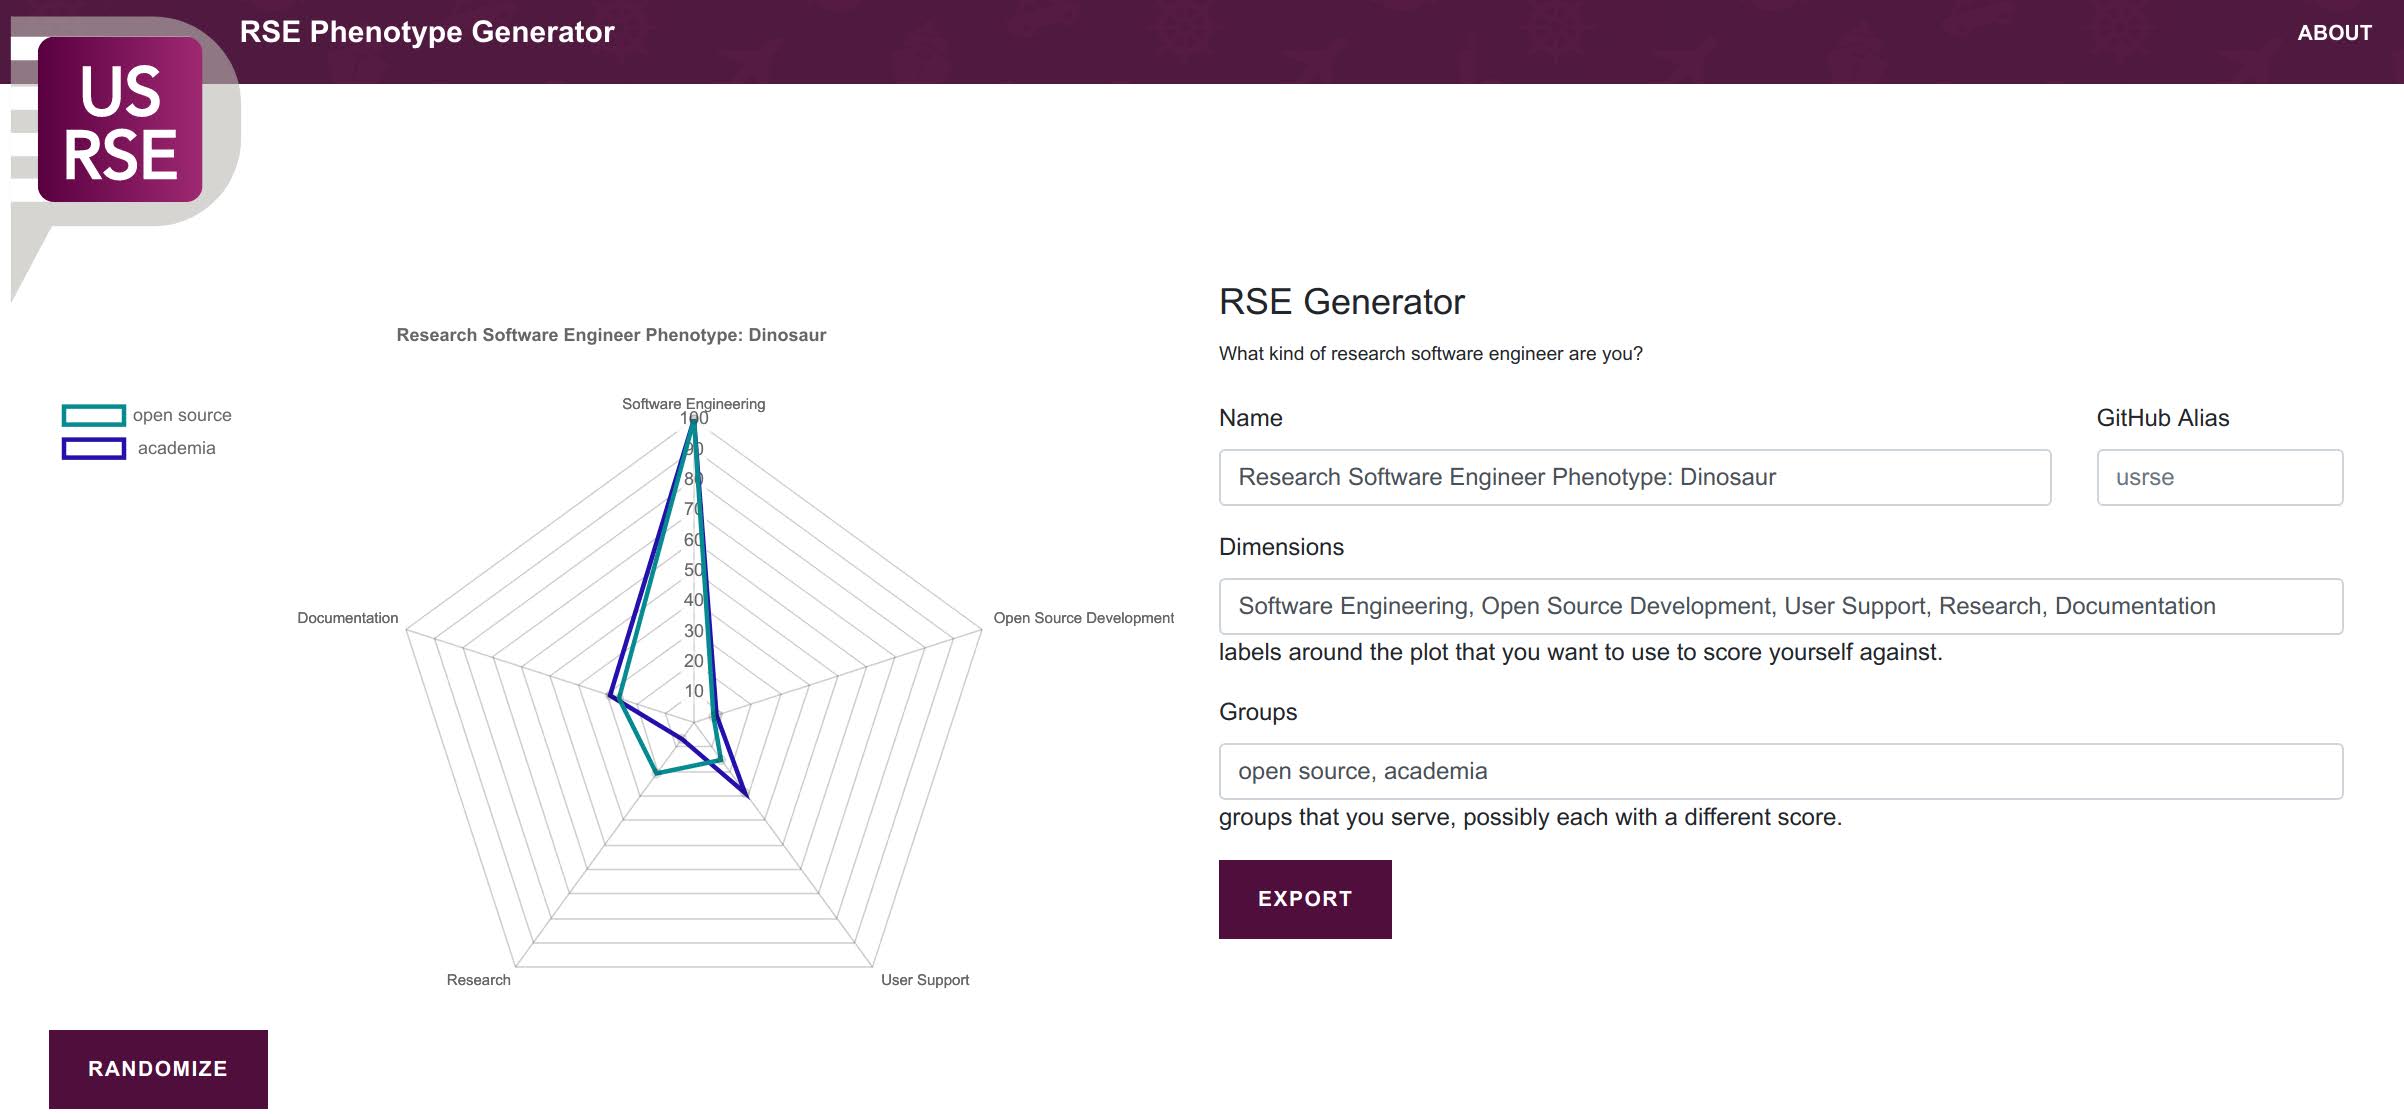 RSE Phenotype Generator
ABOUT
US
RSE
Research Software Engineer Phenotype: Dinosaur
open source
academia
Software Engineering
100
90
80
70
60
50
40
30
20
10
Documentation
Open Source Development
Research
User Support
RANDOMIZE
RSE Generator
What kind of research software engineer are you?
Name
GitHub Alias
Research Software Engineer Phenotype: Dinosaur
usrse
Dimensions
Software Engineering, Open Source Development, User Support, Research, Documentation
labels around the plot that you want to use to score yourself against.
Groups
open source, academia
groups that you serve, possibly each with a different score.
EXPORT